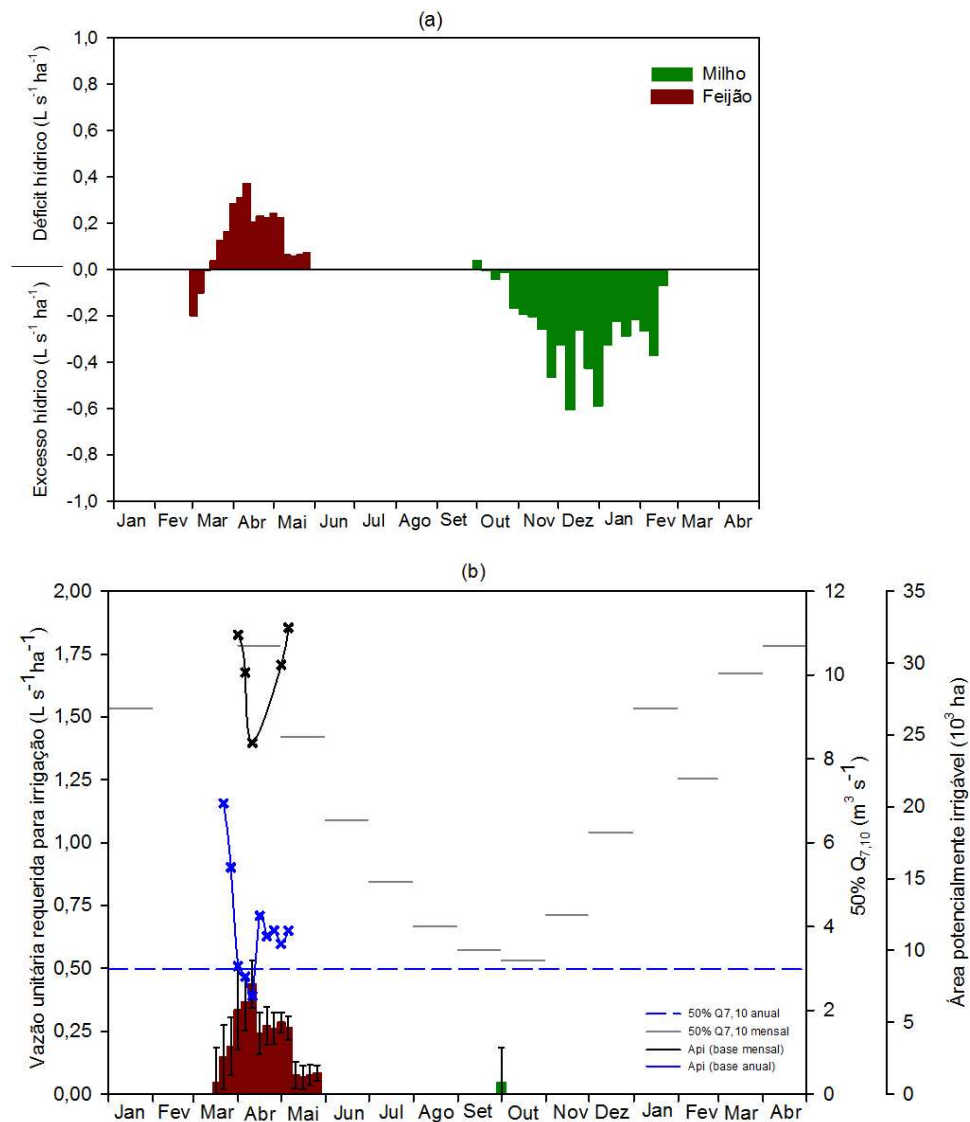 (a)
Déficit hídrico (L s⁻¹ ha⁻¹)
Excesso hídrico (L s⁻¹ ha⁻¹)
1,0
0,8
0,6
0,4
0,2
0,0
-0,2
-0,4
-0,6
-0,8
-1,0
Milho
Feijão
Jan Fev Mar Abr Mai Jun Jul Ago Set Out Nov Dez Jan Fev Mar Abr
(b)
Vazão unitária requerida para irrigação (L s⁻¹ha⁻¹)
2,00
1,75
1,50
1,25
1,00
0,75
0,50
0,25
0,00
12
10
8
6
4
2
0
50% Q₇,₁₀ (m³ s⁻¹)
35
30
25
20
15
10
5
0
Área potencialmente irrigável (10³ ha)
50% Q7,10 anual
50% Q7,10 mensal
Api (base mensal)
Api (base anual)
Jan Fev Mar Abr Mai Jun Jul Ago Set Out Nov Dez Jan Fev Mar Abr